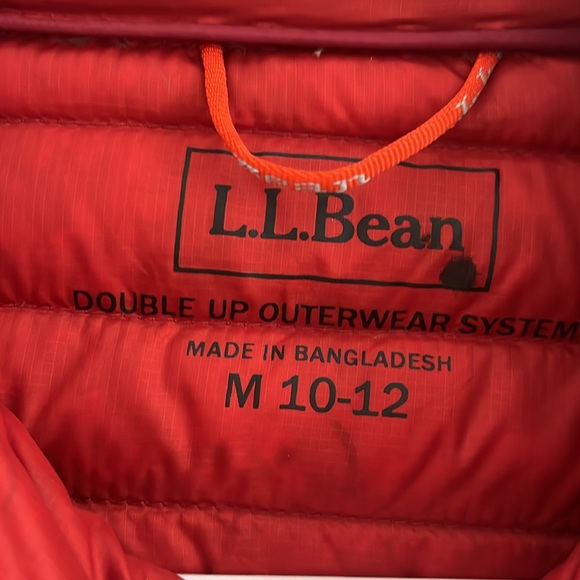 L.L.Bean
DOUBLE UP OUTERWEAR SYSTEM
MADE IN BANGLADESH
M 10-12